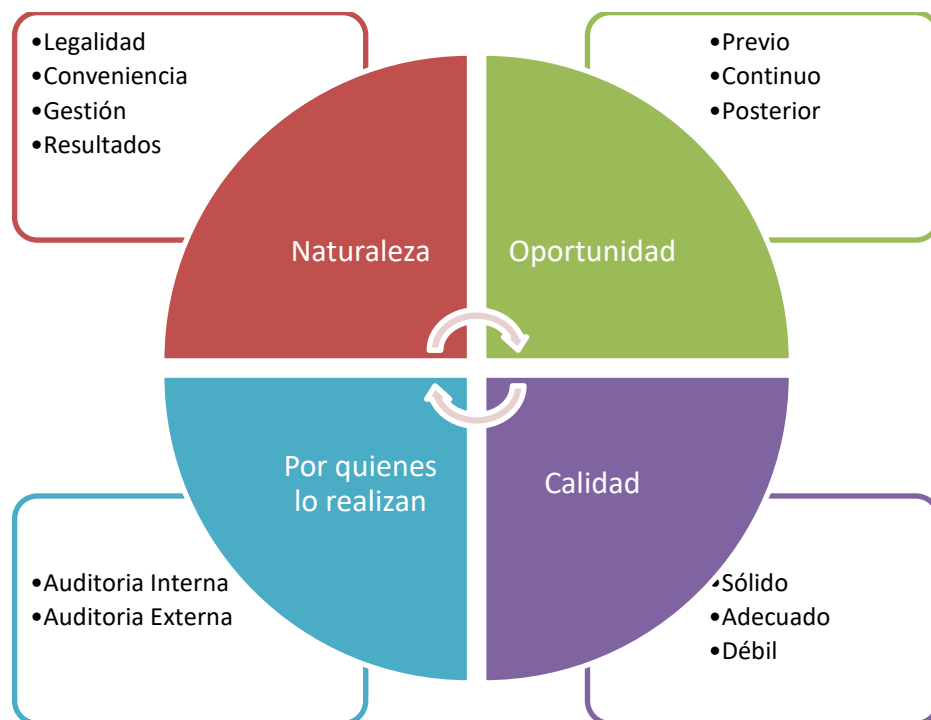 •Legalidad
•Conveniencia
•Gestión
•Resultados
•Previo
•Continuo
•Posterior
Naturaleza
Oportunidad
Por quienes
lo realizan
Calidad
•Auditoria Interna
•Auditoria Externa
•Sólido
•Adecuado
•Débil